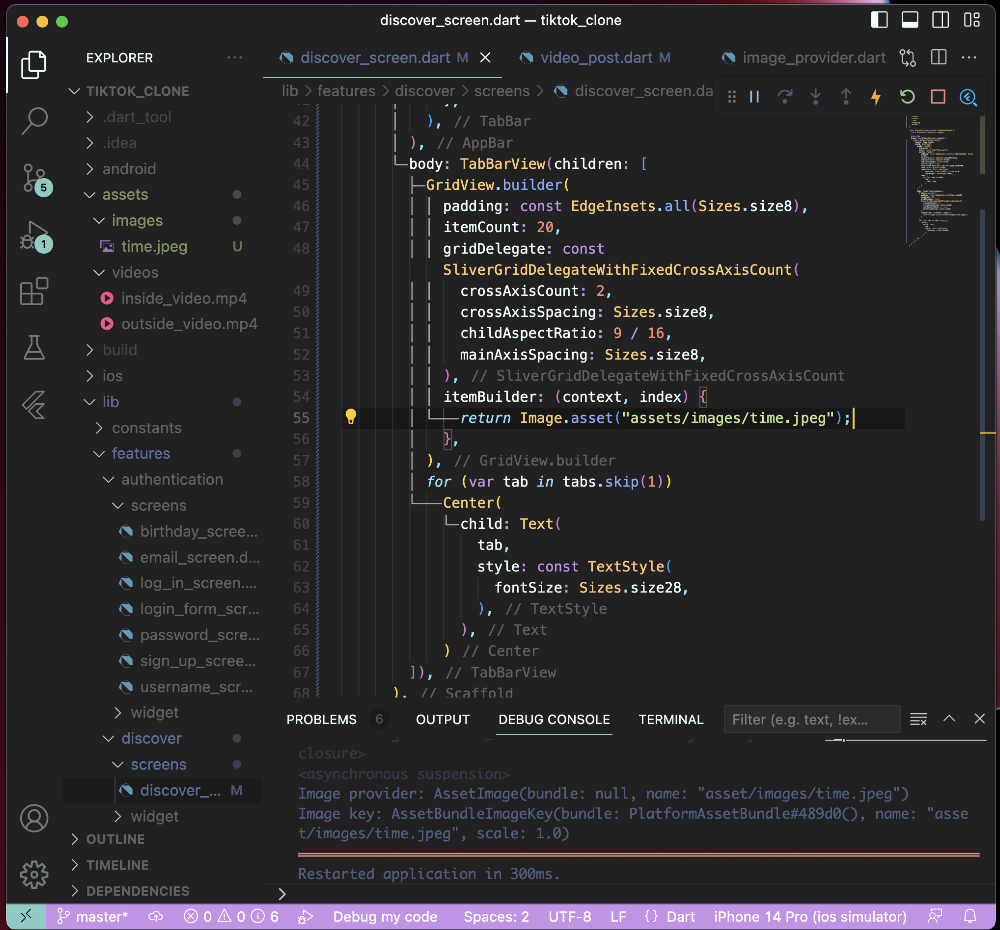 discover_screen.dart — tiktok_clone
EXPLORER
discover_screen.dart M
video_post.dart M
image_provider.dart
lib > features > discover > screens > discover_screen.da
TIKTOK_CLONE
.dart_tool
.idea
android
assets
images
time.jpeg U
videos
inside_video.mp4
outside_video.mp4
build
ios
lib
constants
features
authentication
screens
birthday_scree...
email_screen.d...
log_in_screen....
login_form_scr...
password_scree...
sign_up_scree...
username_scr...
widget
discover
screens
discover_... M
widget
OUTLINE
TIMELINE
DEPENDENCIES
5
1
42 ), // TabBar
43 ), // AppBar
44 body: TabBarView(children: [
45 GridView.builder(
46 padding: const EdgeInsets.all(Sizes.size8),
47 itemCount: 20,
48 gridDelegate: const
SliverGridDelegateWithFixedCrossAxisCount(
49 crossAxisCount: 2,
50 crossAxisSpacing: Sizes.size8,
51 childAspectRatio: 9 / 16,
52 mainAxisSpacing: Sizes.size8,
53 ), // SliverGridDelegateWithFixedCrossAxisCount
54 itemBuilder: (context, index) {
55 return Image.asset("assets/images/time.jpeg");
56 },
57 ), // GridView.builder
58 for (var tab in tabs.skip(1))
59 Center(
60 child: Text(
61 tab,
62 style: const TextStyle(
63 fontSize: Sizes.size28,
64 ), // TextStyle
65 ), // Text
66 ) // Center
67 ]), // TabBarView
68 ), // Scaffold
PROBLEMS 6 OUTPUT DEBUG CONSOLE TERMINAL Filter (e.g. text, !ex...
closure>
<asynchronous suspension>
Image provider: AssetImage(bundle: null, name: "asset/images/time.jpeg")
Image key: AssetBundleImageKey(bundle: PlatformAssetBundle#489d0(), name: "asse
t/images/time.jpeg", scale: 1.0)
Restarted application in 300ms.
master* 0 0 6 Debug my code Spaces: 2 UTF-8 LF {} Dart iPhone 14 Pro (ios simulator)